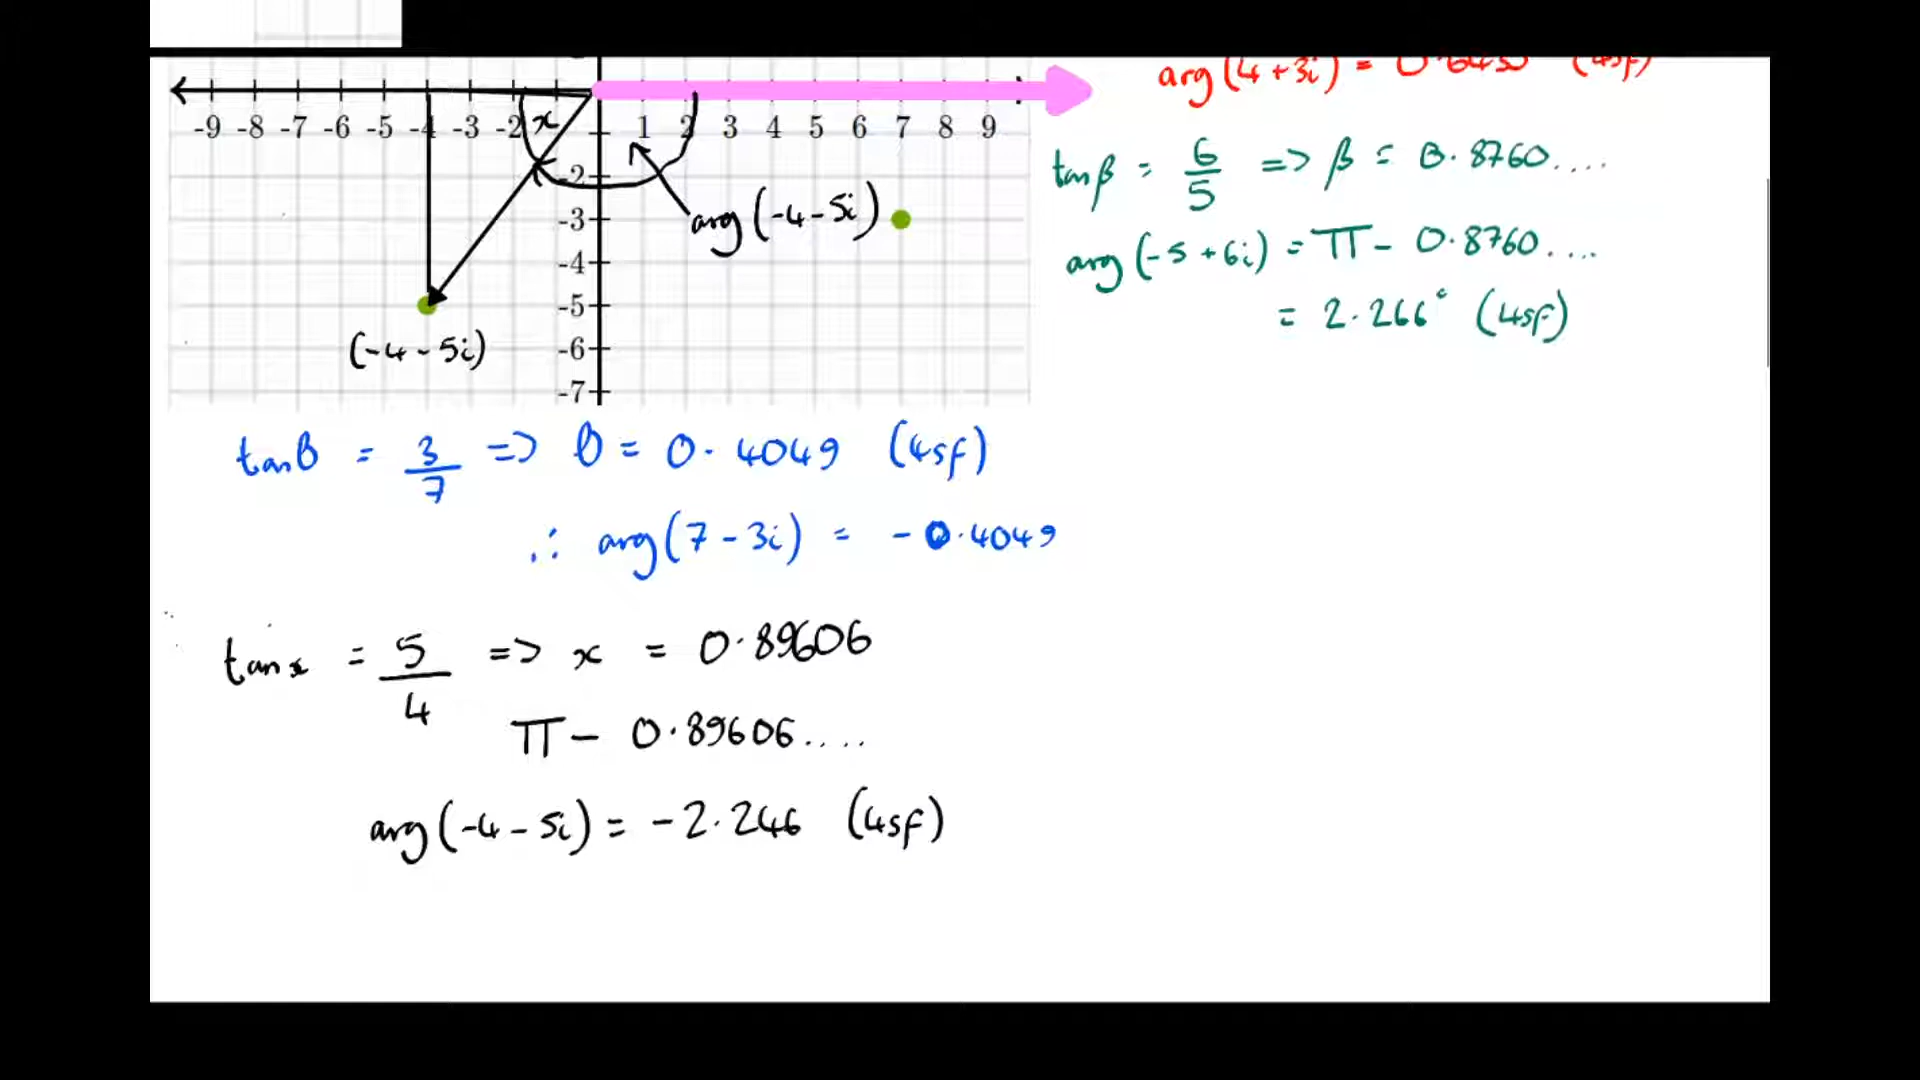 arg(4+3i) = 0.6435 (4sf)
-9 -8 -7 -6 -5 -4 -3 -2 x 1 2 3 4 5 6 7 8 9
tanβ = 6/5 => β = 0.8760....
-2
-3
arg(-4-5i)
arg(-5+6i) = π - 0.8760....
-4
-5
= 2.266ᶜ (4sf)
(-4-5i)
-6
-7
tanθ = 3/7 => θ = 0.4049 (4sf)
∴ arg(7-3i) = -0.4049
tanx = 5/4 => x = 0.89606
π - 0.89606....
arg(-4-5i) = -2.246 (4sf)